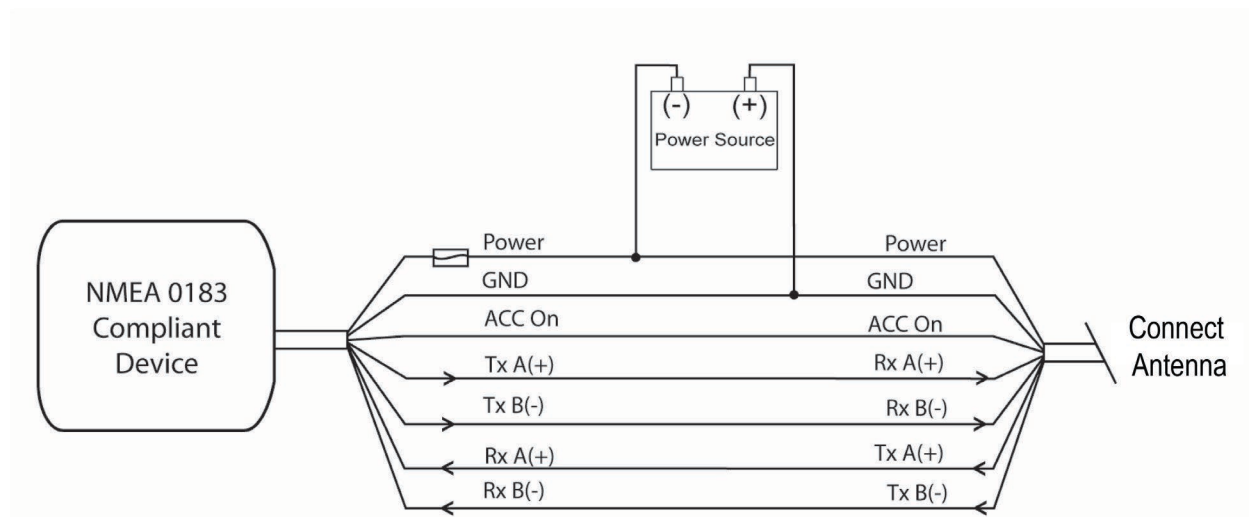 (-) (+)
Power Source
NMEA 0183
Compliant
Device
Power
Power
GND
GND
ACC On
ACC On
Tx A(+)
Rx A(+)
Tx B(-)
Rx B(-)
Rx A(+)
Tx A(+)
Rx B(-)
Tx B(-)
Connect
Antenna